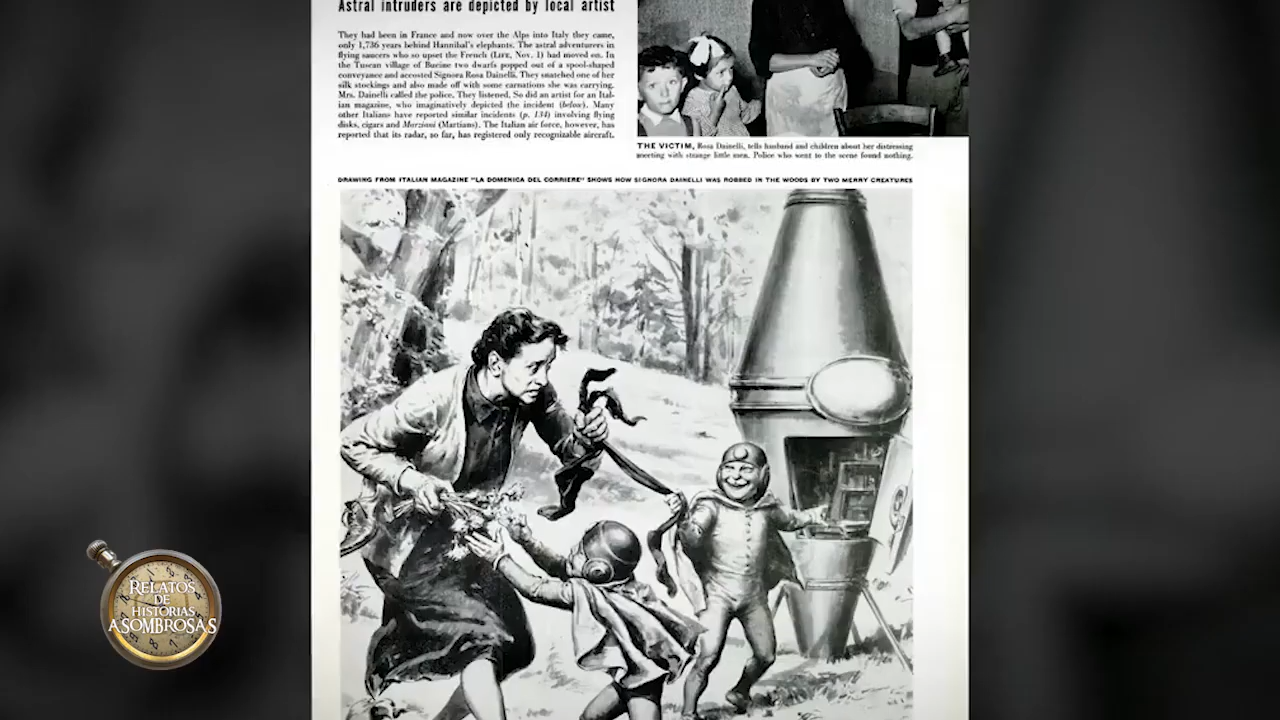 Astral intruders are depicted by local artist
They had been in France and now over the Alps into Italy they came,
only 1,736 years behind Hannibal's elephants. The astral adventurers in
flying saucers who so upset the French (LIFE, Nov. 1) had moved on. In
the Tuscan village of Bucine two dwarfs popped out of a spool-shaped
conveyance and accosted Signora Rosa Dainelli. They snatched one of her
silk stockings and also made off with some carnations she was carrying.
Mrs. Dainelli called the police. They listened. So did an artist for an Ital-
ian magazine, who imaginatively depicted the incident (below). Many
other Italians have reported similar incidents (p. 134) involving flying
disks, cigars and Marziani (Martians). The Italian air force, however, has
reported that its radar, so far, has registered only recognizable aircraft.
THE VICTIM, Rosa Dainelli, tells husband and children about her distressing
meeting with strange little men. Police who went to the scene found nothing.
DRAWING FROM ITALIAN MAGAZINE "LA DOMENICA DEL CORRIERE" SHOWS HOW SIGNORA DAINELLI WAS ROBBED IN THE WOODS BY TWO MERRY CREATURES
RELATOS
DE
HISTORIAS
ASOMBROSAS